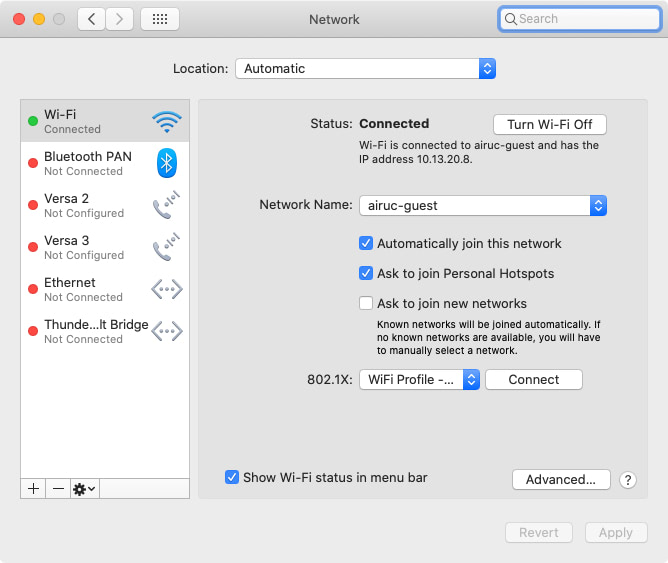 Network
Search
Location: Automatic
Wi-Fi
Connected
Bluetooth PAN
Not Connected
Versa 2
Not Configured
Versa 3
Not Configured
Ethernet
Not Connected
Thunde...lt Bridge
Not Connected
Status: Connected
Turn Wi-Fi Off
Wi-Fi is connected to airuc-guest and has the
IP address 10.13.20.8.
Network Name: airuc-guest
Automatically join this network
Ask to join Personal Hotspots
Ask to join new networks
Known networks will be joined automatically. If
no known networks are available, you will have
to manually select a network.
802.1X: WiFi Profile -... Connect
Show Wi-Fi status in menu bar
Advanced... ?
Revert Apply